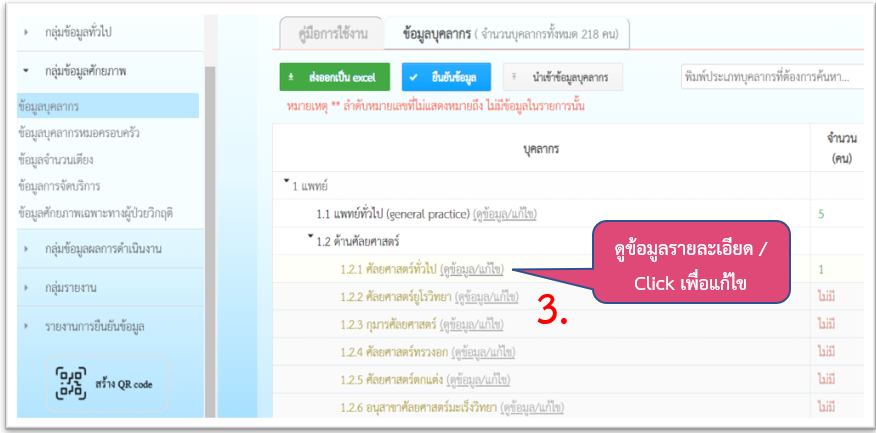 กลุ่มข้อมูลทั่วไป
กลุ่มข้อมูลศักยภาพ
ข้อมูลบุคลากร
ข้อมูลบุคลากรหมอครอบครัว
ข้อมูลจำนวนเตียง
ข้อมูลการจัดบริการ
ข้อมูลศักยภาพเฉพาะทางผู้ป่วยวิกฤติ
กลุ่มข้อมูลผลการดำเนินงาน
กลุ่มรายงาน
รายงานการยืนยันข้อมูล
สร้าง QR code
คู่มือการใช้งาน ข้อมูลบุคลากร ( จำนวนบุคลากรทั้งหมด 218 คน)
ส่งออกเป็น excel ยืนยันข้อมูล นำเข้าข้อมูลบุคลากร พิมพ์ประเภทบุคลากรที่ต้องการค้นหา...
หมายเหตุ ** ลำดับหมายเลขที่ไม่แสดงหมายถึง ไม่มีข้อมูลในรายการนั้น
บุคลากร จำนวน
(คน)
1 แพทย์
1.1 แพทย์ทั่วไป (general practice) (ดูข้อมูล/แก้ไข) 5
1.2 ด้านศัลยศาสตร์
1.2.1 ศัลยศาสตร์ทั่วไป (ดูข้อมูล/แก้ไข) 1
1.2.2 ศัลยศาสตร์ยูโรวิทยา (ดูข้อมูล/แก้ไข) ไม่มี
1.2.3 กุมารศัลยศาสตร์ (ดูข้อมูล/แก้ไข) ไม่มี
1.2.4 ศัลยศาสตร์ทรวงอก (ดูข้อมูล/แก้ไข) ไม่มี
1.2.5 ศัลยศาสตร์ตกแต่ง (ดูข้อมูล/แก้ไข) ไม่มี
1.2.6 อนุสาขาศัลยศาสตร์มะเร็งวิทยา (ดูข้อมูล/แก้ไข) ไม่มี
ดูข้อมูลรายละเอียด /
Click เพื่อแก้ไข
3.